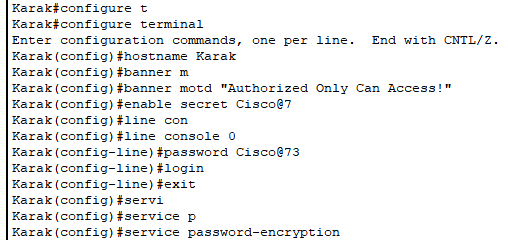 Karak#configure t
Karak#configure terminal
Enter configuration commands, one per line.  End with CNTL/Z.
Karak(config)#hostname Karak
Karak(config)#banner m
Karak(config)#banner motd "Authorized Only Can Access!"
Karak(config)#enable secret Cisco@7
Karak(config)#line con
Karak(config)#line console 0
Karak(config-line)#password Cisco@73
Karak(config-line)#login
Karak(config-line)#exit
Karak(config)#servi
Karak(config)#service p
Karak(config)#service password-encryption